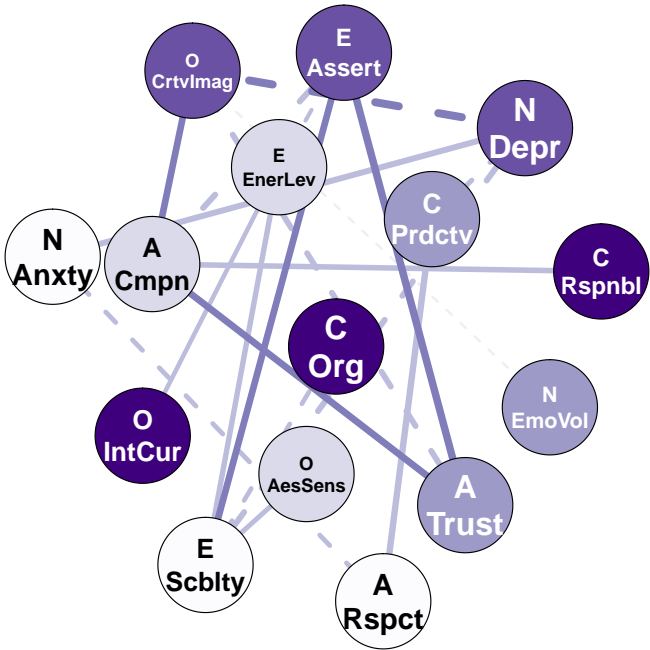 O
CrtvImag
E
Assert
N
Depr
E
EnerLev
C
Prdctv
N
Anxty
A
Cmpn
C
Rspnbl
C
Org
N
EmoVol
O
IntCur
O
AesSens
A
Trust
E
Scblty
A
Rspct